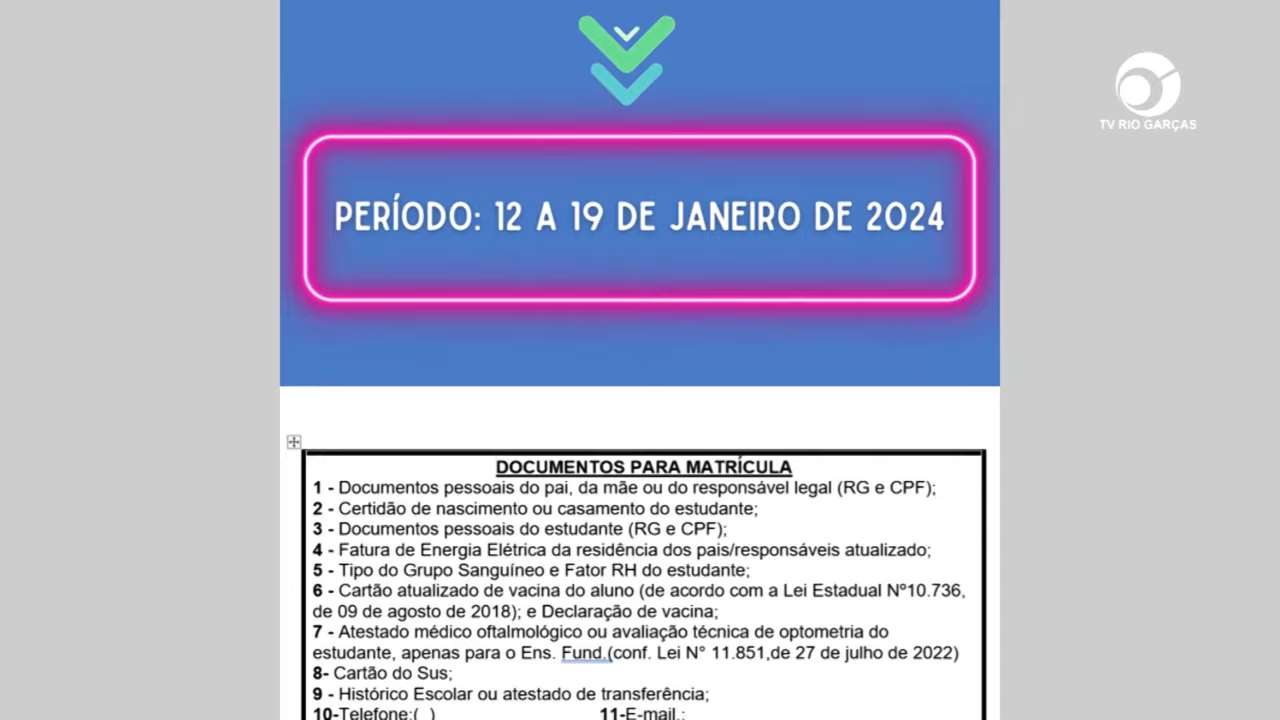 TV RIO GARÇAS
PERÍODO: 12 A 19 DE JANEIRO DE 2024
DOCUMENTOS PARA MATRÍCULA
1 - Documentos pessoais do pai, da mãe ou do responsável legal (RG e CPF);
2 - Certidão de nascimento ou casamento do estudante;
3 - Documentos pessoais do estudante (RG e CPF);
4 - Fatura de Energia Elétrica da residência dos pais/responsáveis atualizado;
5 - Tipo do Grupo Sanguíneo e Fator RH do estudante;
6 - Cartão atualizado de vacina do aluno (de acordo com a Lei Estadual Nº10.736,
de 09 de agosto de 2018); e Declaração de vacina;
7 - Atestado médico oftalmológico ou avaliação técnica de optometria do
estudante, apenas para o Ens. Fund.(conf. Lei N° 11.851,de 27 de julho de 2022)
8- Cartão do Sus;
9 - Histórico Escolar ou atestado de transferência;
10-Telefone:( ) 11-E-mail.: